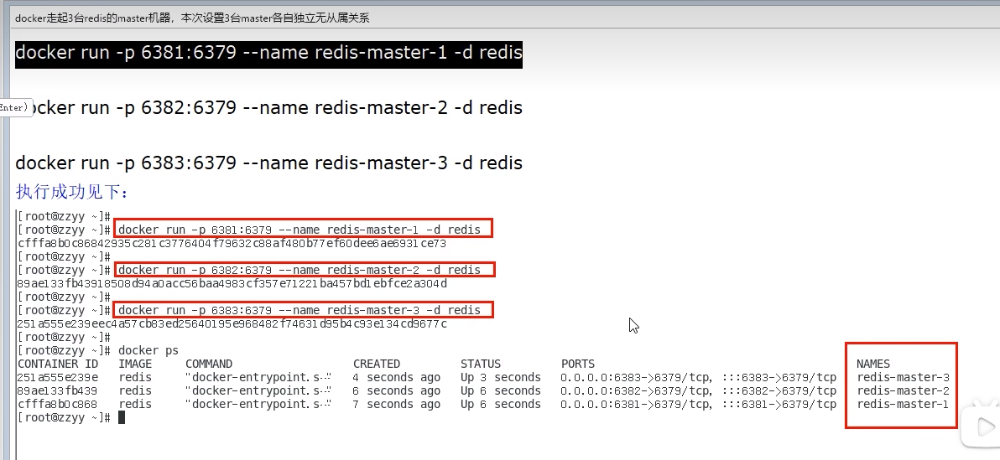 docker走起3台redis的master机器，本次设置3台master各自独立无从属关系
docker run -p 6381:6379 --name redis-master-1 -d redis
Enter)
ocker run -p 6382:6379 --name redis-master-2 -d redis
docker run -p 6383:6379 --name redis-master-3 -d redis
执行成功见下：
[root@zzyy ~]#
[root@zzyy ~]# docker run -p 6381:6379 --name redis-master-1 -d redis
cfffa8b0c86842935c281c3776404f79632c88af480b77ef60dee6ae6931ce73
[root@zzyy ~]#
[root@zzyy ~]# docker run -p 6382:6379 --name redis-master-2 -d redis
89ae133fb43918508d94a0acc56baa4983cf357e71221ba457bd1ebfce2a304d
[root@zzyy ~]#
[root@zzyy ~]# docker run -p 6383:6379 --name redis-master-3 -d redis
251a555e239eec4a57cb83ed25640195e968482f74631d95b4c93e134cd9677c
[root@zzyy ~]#
[root@zzyy ~]# docker ps
CONTAINER ID IMAGE COMMAND CREATED STATUS PORTS NAMES
251a555e239e redis "docker-entrypoint.s…" 4 seconds ago Up 3 seconds 0.0.0.0:6383->6379/tcp, :::6383->6379/tcp redis-master-3
89ae133fb439 redis "docker-entrypoint.s…" 6 seconds ago Up 6 seconds 0.0.0.0:6382->6379/tcp, :::6382->6379/tcp redis-master-2
cfffa8b0c868 redis "docker-entrypoint.s…" 7 seconds ago Up 6 seconds 0.0.0.0:6381->6379/tcp, :::6381->6379/tcp redis-master-1
[root@zzyy ~]#